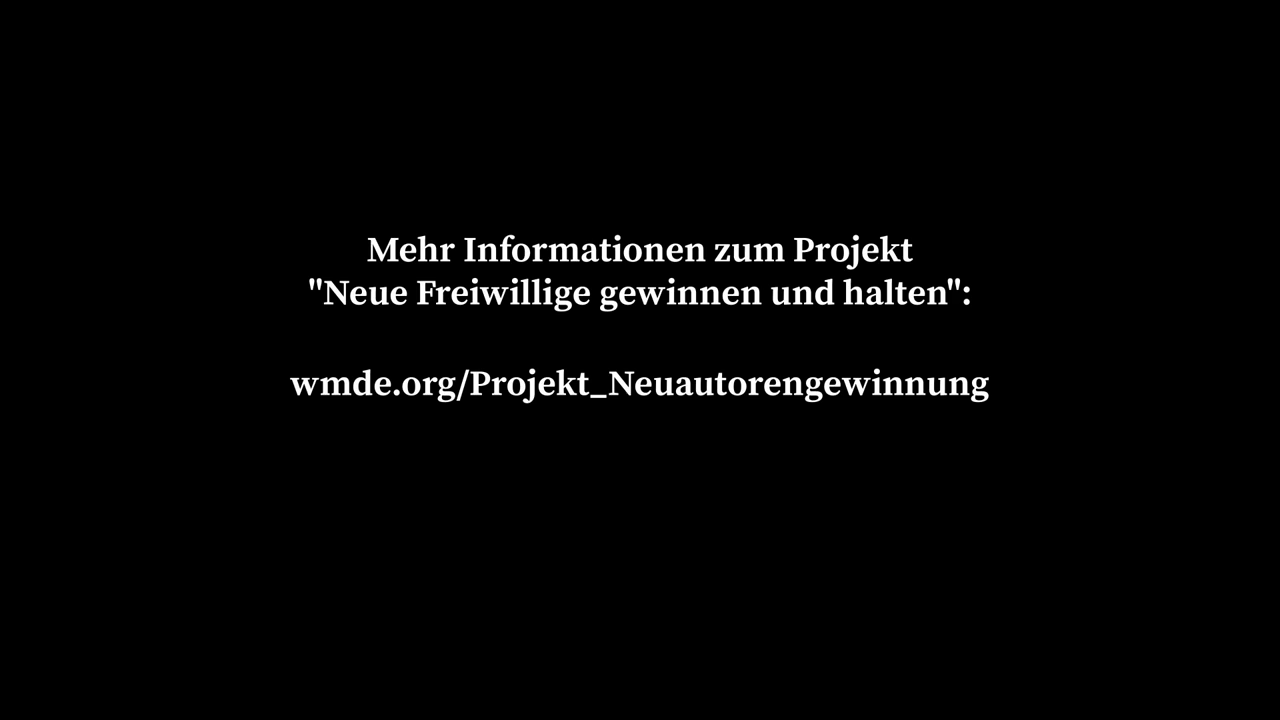 Mehr Informationen zum Projekt
"Neue Freiwillige gewinnen und halten":
wmde.org/Projekt_Neuautorengewinnung